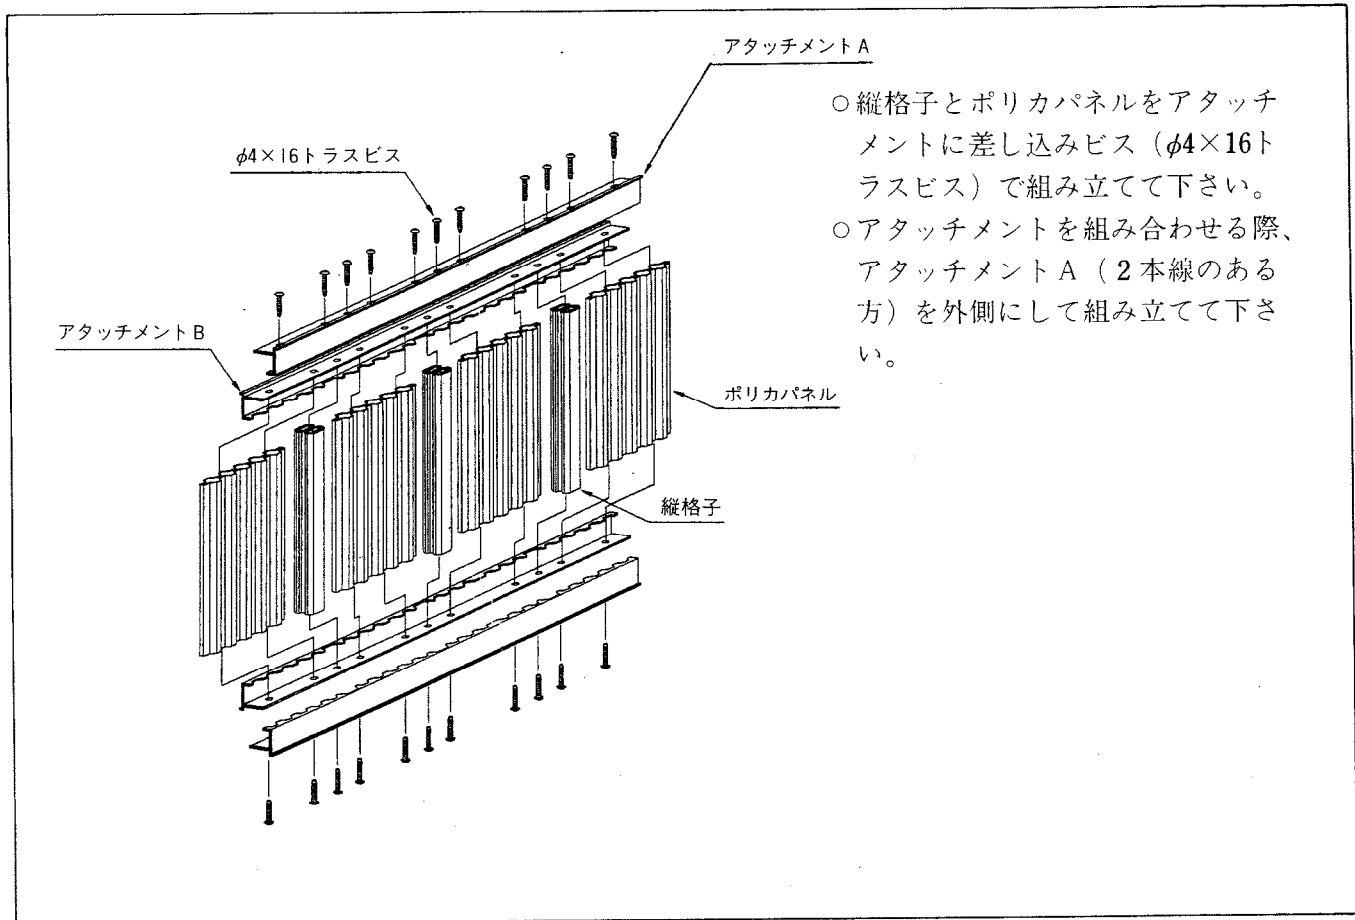 アタッチメントA
φ4×16トラスビス
アタッチメントB
ポリカパネル
縦格子
○縦格子とポリカパネルをアタッチ
メントに差し込みビス（φ4×16ト
ラスビス）で組み立てて下さい。
○アタッチメントを組み合わせる際、
アタッチメントA（2本線のある
方）を外側にして組み立てて下さ
い。